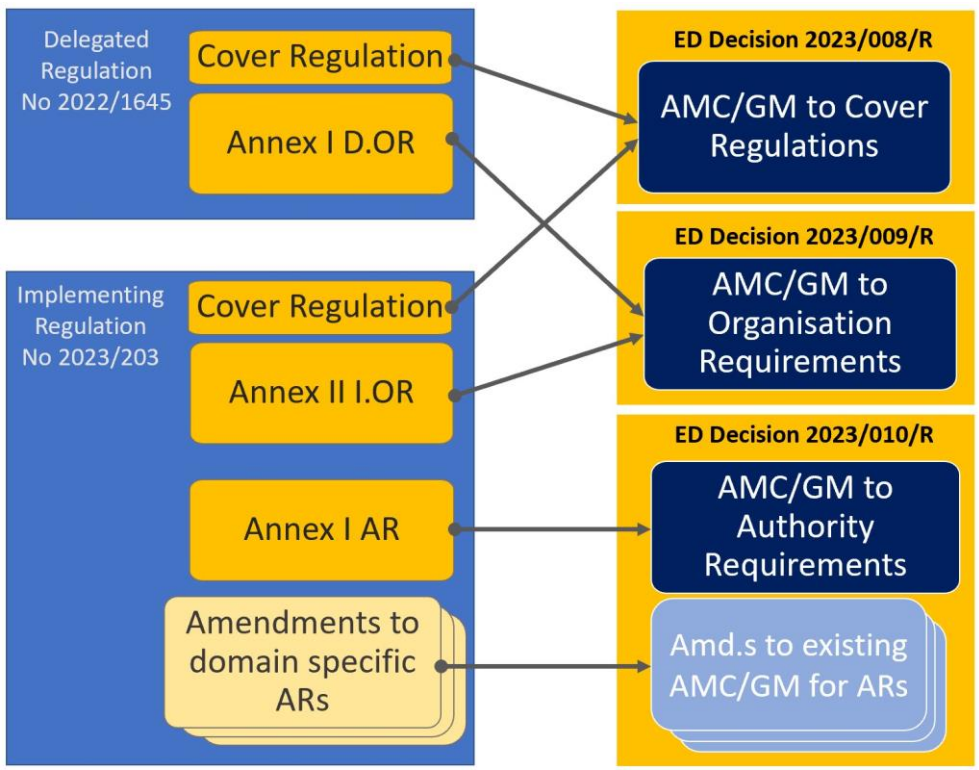 Delegated
Regulation
No 2022/1645
Cover Regulation
Annex I D.OR
Implementing
Regulation
No 2023/203
Cover Regulation
Annex II I.OR
Annex I AR
Amendments to
domain specific
ARs
ED Decision 2023/008/R
AMC/GM to Cover
Regulations
ED Decision 2023/009/R
AMC/GM to
Organisation
Requirements
ED Decision 2023/010/R
AMC/GM to
Authority
Requirements
Amd.s to existing
AMC/GM for ARs